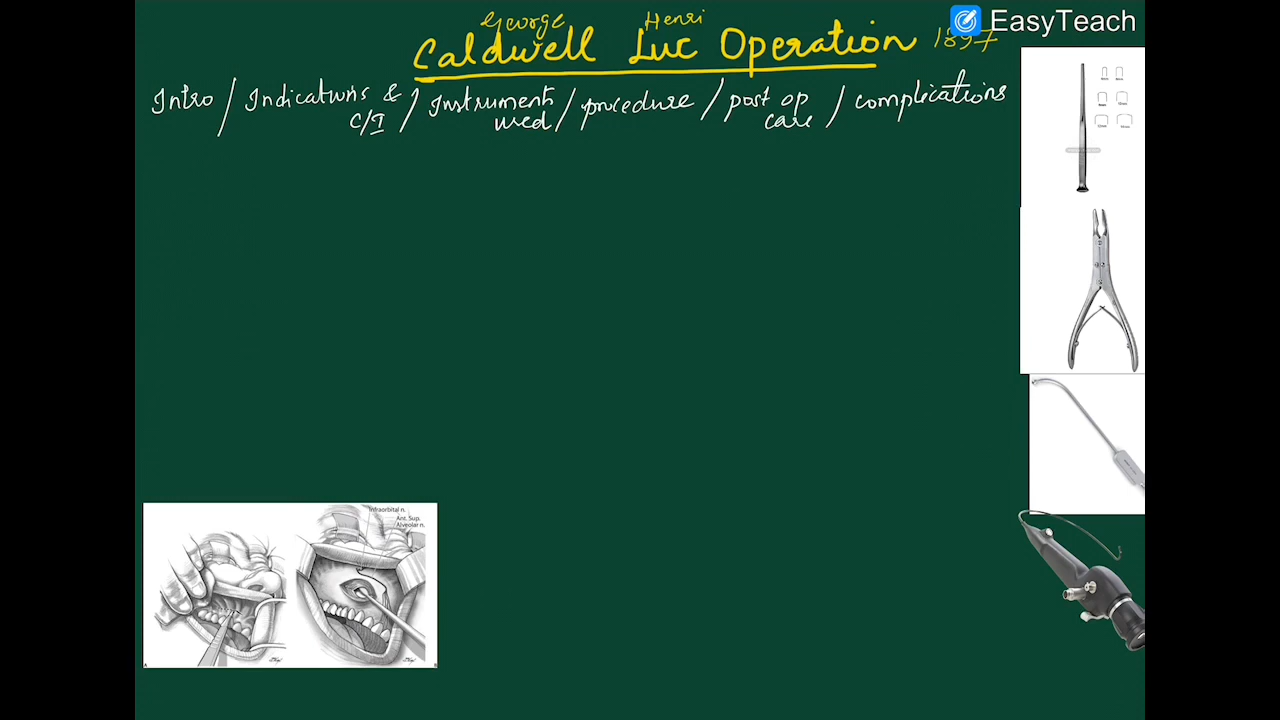 EasyTeach
George Henri
Caldwell Luc Operation 1897
Intro / Indications & C/I / Instrument used / procedure / post op care / complications
Infraorbital n.
Ant. Sup.
Alveolar n.